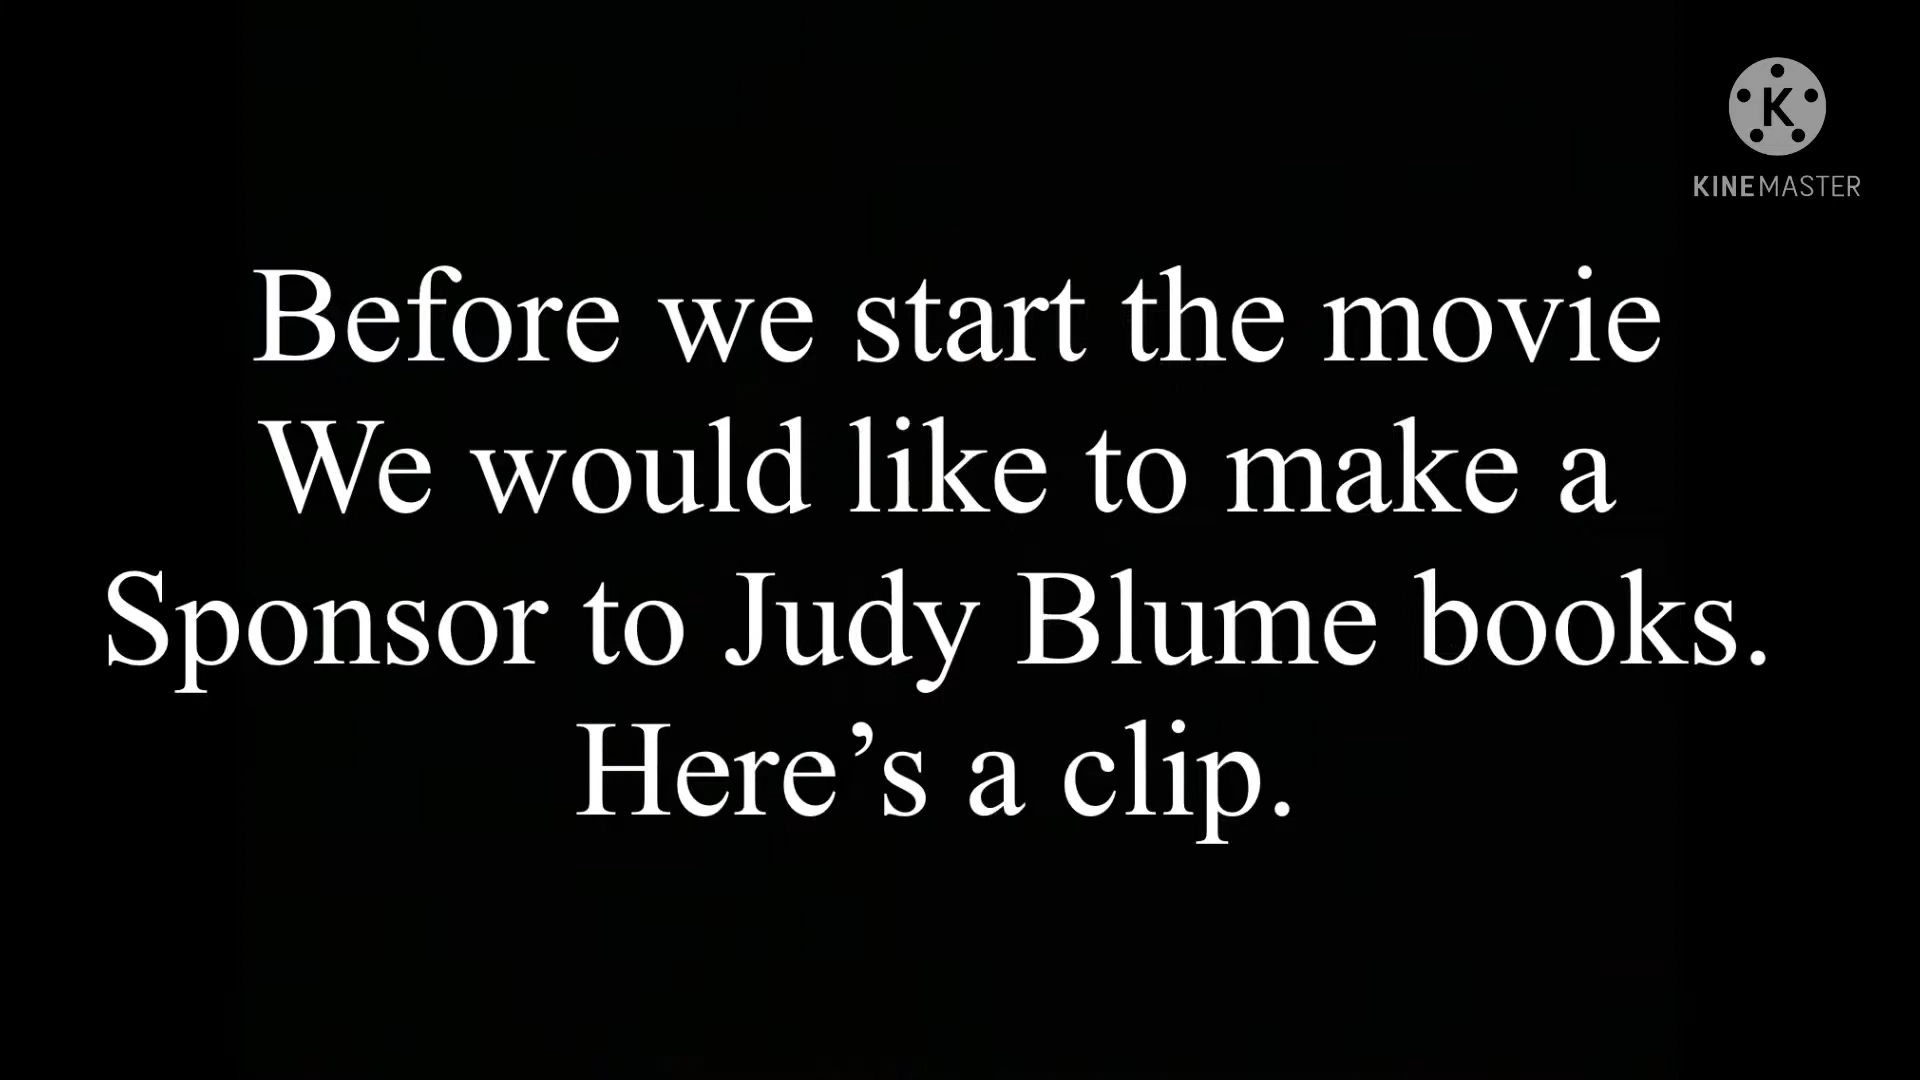 K
KINEMASTER
Before we start the movie
We would like to make a
Sponsor to Judy Blume books.
Here’s a clip.